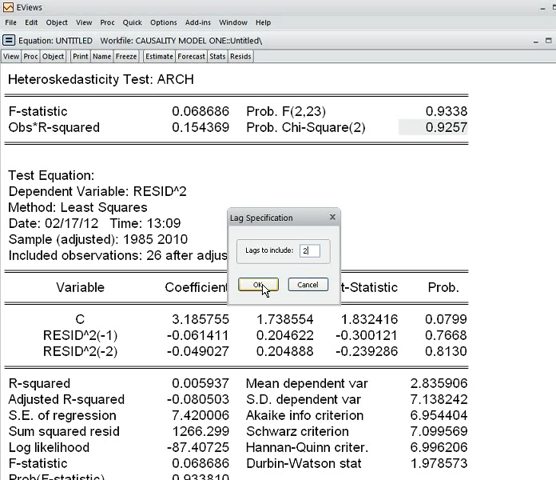 EViews
File Edit Object View Proc Quick Options Add-ins Window Help
Equation: UNTITLED Workfile: CAUSALITY MODEL ONE::Untitled\
View Proc Object Print Name Freeze Estimate Forecast Stats Resids
Heteroskedasticity Test: ARCH
F-statistic 0.068686 Prob. F(2,23) 0.9338
Obs*R-squared 0.154369 Prob. Chi-Square(2) 0.9257
Test Equation:
Dependent Variable: RESID^2
Method: Least Squares
Date: 02/17/12 Time: 13:09
Sample (adjusted): 1985 2010
Included observations: 26 after adjus
Lag Specification
Lags to include: 2
OK Cancel
Variable Coefficien t-Statistic Prob.
C 3.185755 1.738554 1.832416 0.0799
RESID^2(-1) -0.061411 0.204622 -0.300121 0.7668
RESID^2(-2) -0.049027 0.204888 -0.239286 0.8130
R-squared 0.005937 Mean dependent var 2.835906
Adjusted R-squared -0.080503 S.D. dependent var 7.138242
S.E. of regression 7.420006 Akaike info criterion 6.954404
Sum squared resid 1266.299 Schwarz criterion 7.099569
Log likelihood -87.40725 Hannan-Quinn criter. 6.996206
F-statistic 0.068686 Durbin-Watson stat 1.978573
Prob(F-statistic) 0.933810